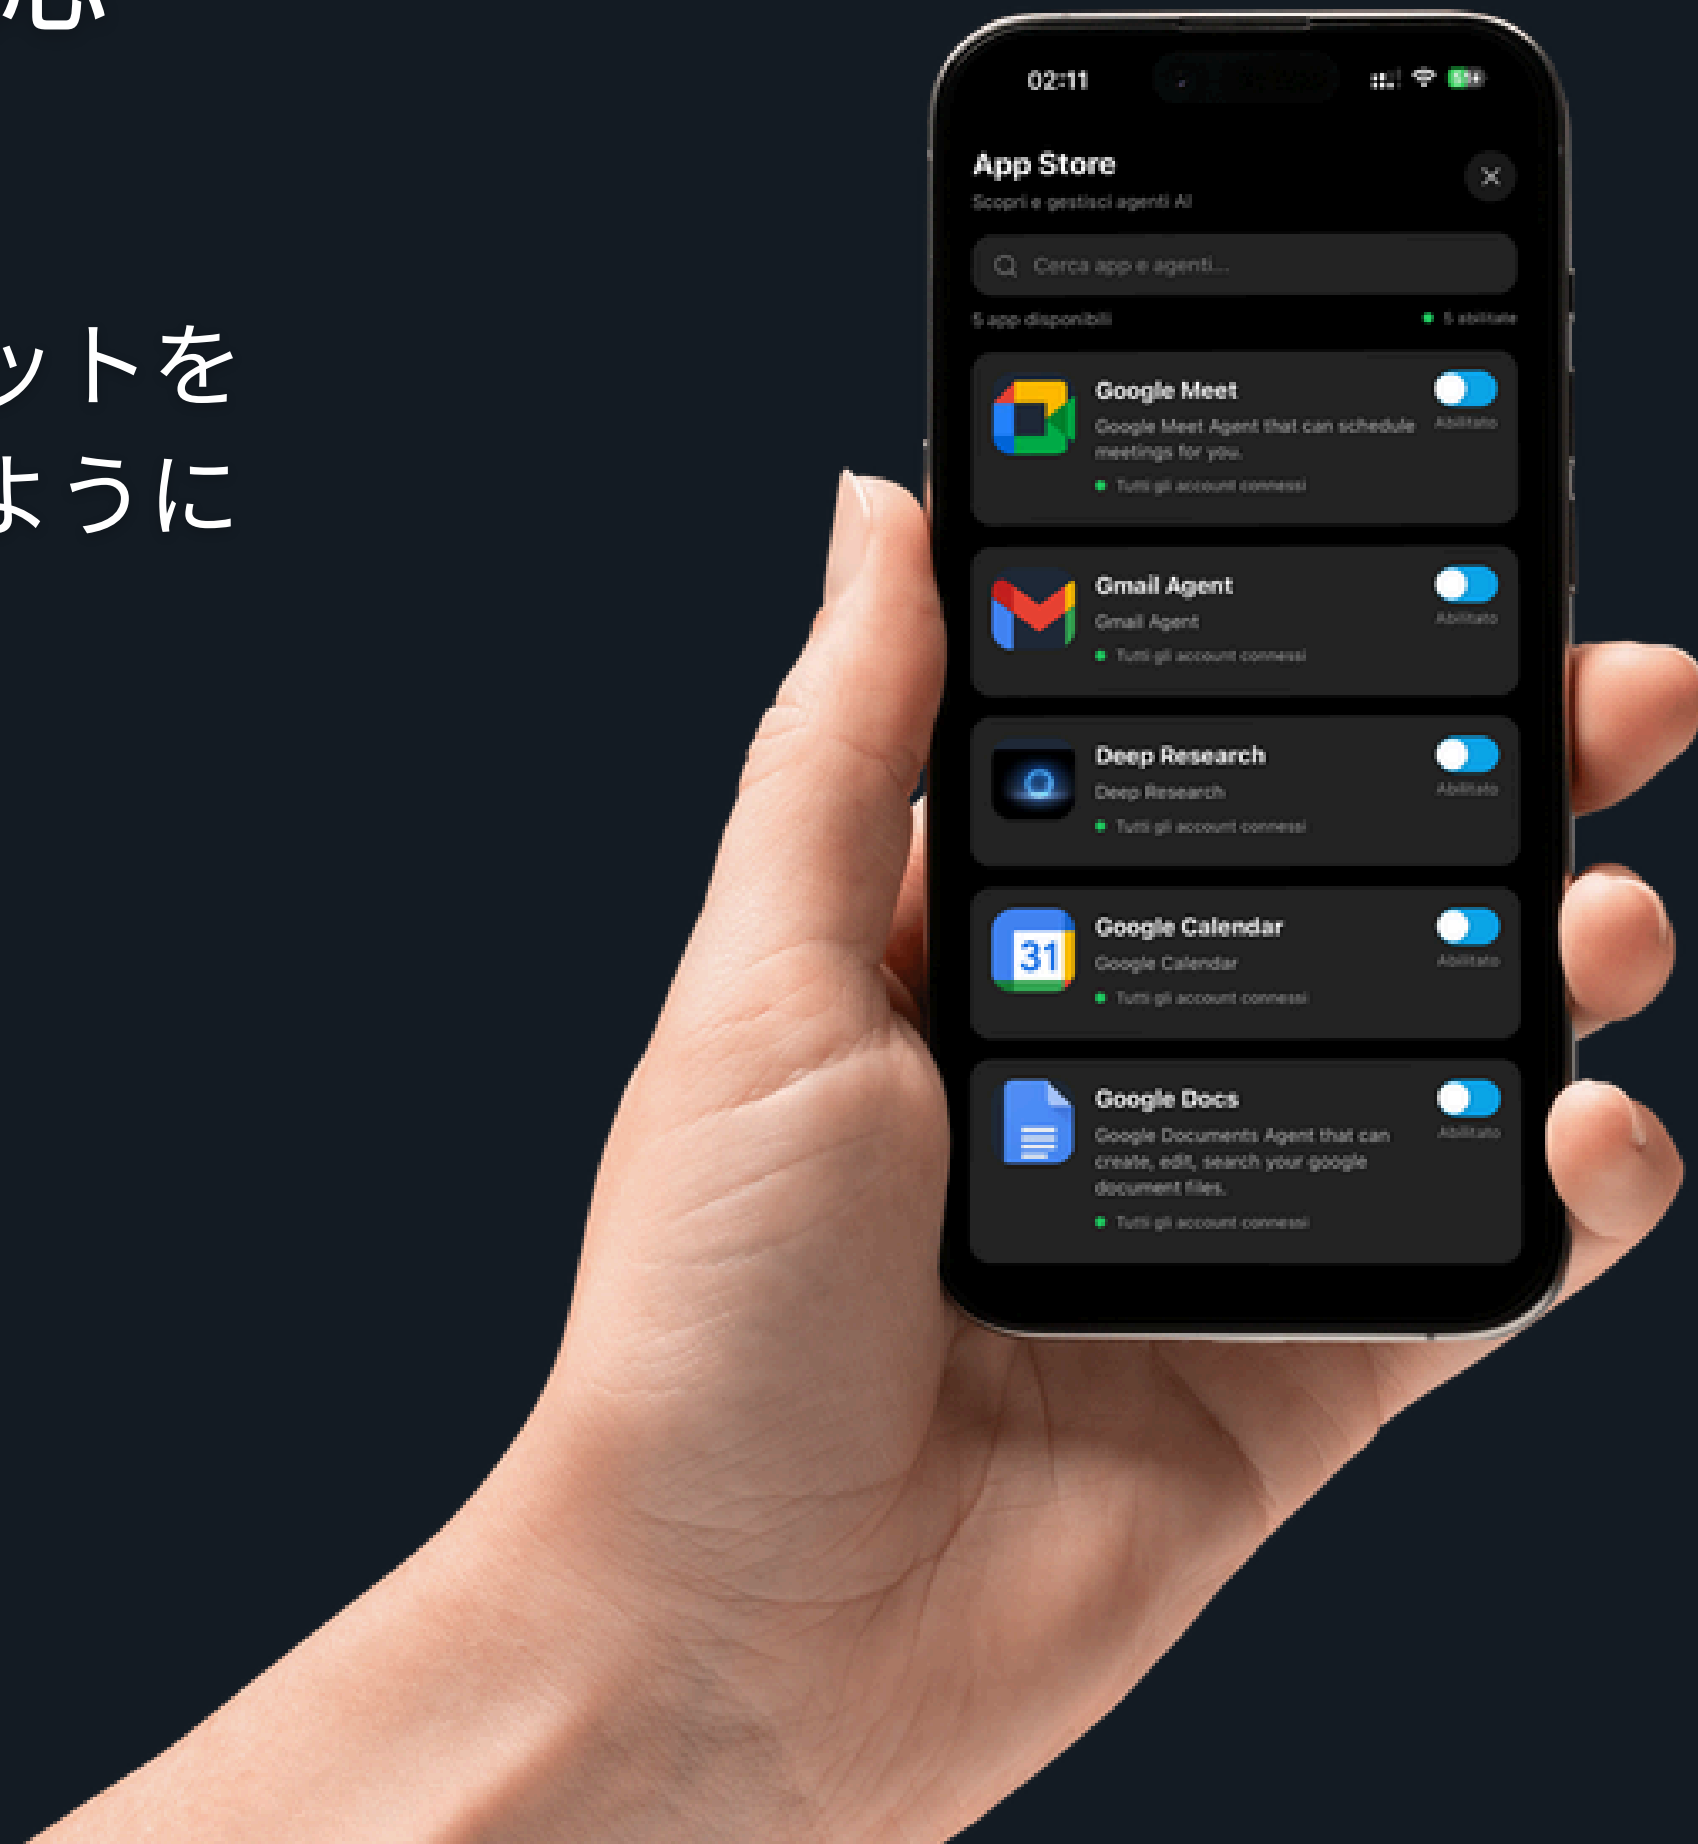 ットを
ように
02:11
App Store
Scopri e gestisci agenti AI
Cerca app e agenti...
5 app disponibili
5 abilitate
Google Meet
Abilitato
Google Meet Agent that can schedule
meetings for you.
Tutti gli account connessi
Gmail Agent
Abilitato
Gmail Agent
Tutti gli account connessi
Deep Research
Abilitato
Deep Research
Tutti gli account connessi
Google Calendar
Abilitato
31
Google Calendar
Tutti gli account connessi
Google Docs
Abilitato
Google Documents Agent that can
create, edit, search your google
document files.
Tutti gli account connessi